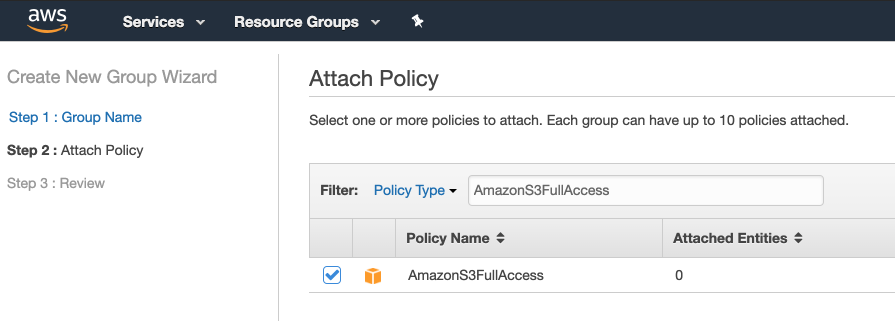 aws Services Resource Groups
Create New Group Wizard
Step 1 : Group Name
Step 2 : Attach Policy
Step 3 : Review
Attach Policy
Select one or more policies to attach. Each group can have up to 10 policies attached.
Filter: Policy Type AmazonS3FullAccess
Policy Name Attached Entities
AmazonS3FullAccess 0